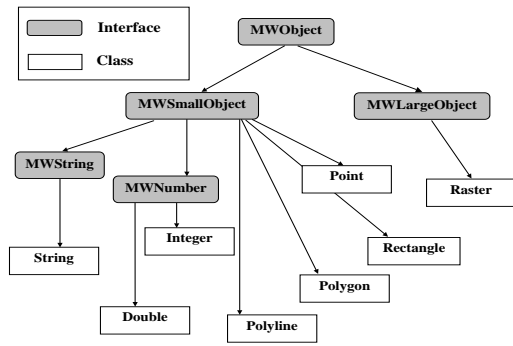 Interface
Class
MWObject
MWSmallObject
MWLargeObject
MWString
MWNumber
Point
Raster
Integer
Rectangle
String
Polygon
Double
Polyline